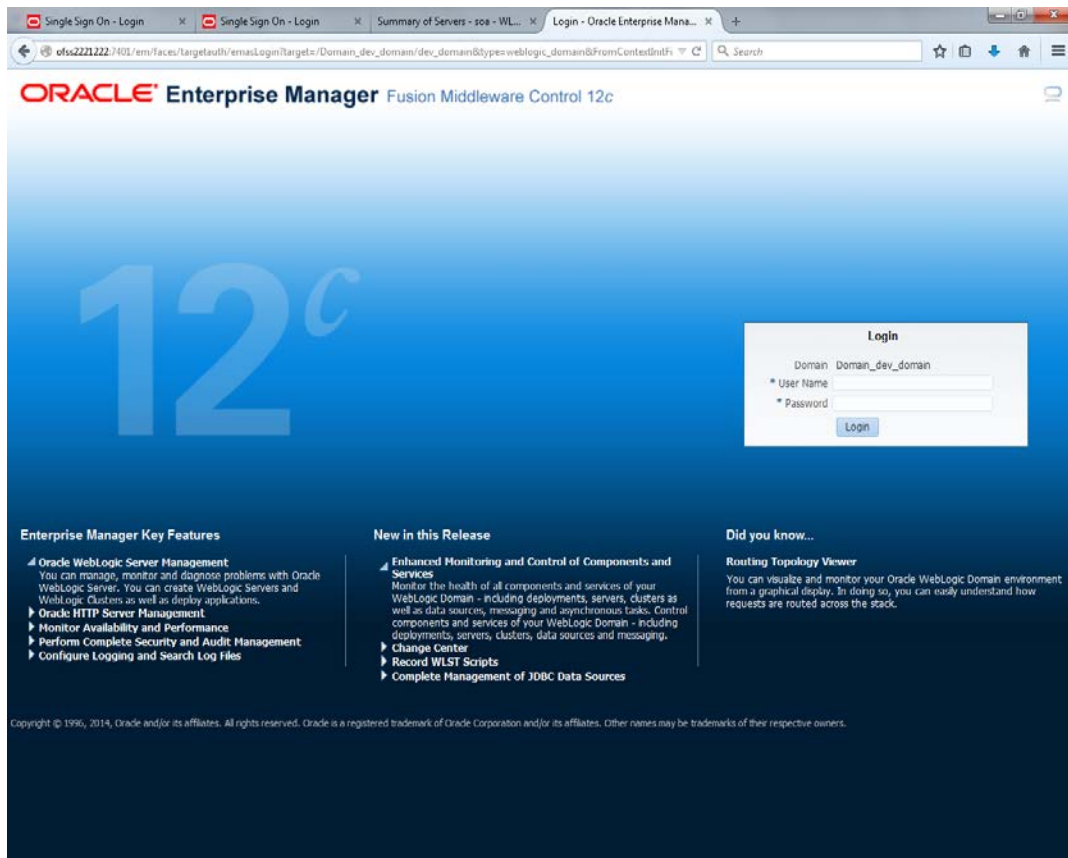 Single Sign On - Login
Single Sign On - Login
Summary of Servers - soa - WL...
Login - Oracle Enterprise Mana...
ofss2221222:7401/em/faces/targetauth/emasLogin?target=/Domain_dev_domain/dev_domain&type=weblogic_domain&FromContextInitFi
Search
ORACLE Enterprise Manager Fusion Middleware Control 12c
12c
Login
Domain Domain_dev_domain
* User Name
* Password
Login
Enterprise Manager Key Features
Oracle WebLogic Server Management
You can manage, monitor and diagnose problems with Oracle
WebLogic Server. You can create WebLogic Servers and
WebLogic Clusters as well as deploy applications.
Oracle HTTP Server Management
Monitor Availability and Performance
Perform Complete Security and Audit Management
Configure Logging and Search Log Files
New in this Release
Enhanced Monitoring and Control of Components and
Services
Monitor the health of all components and services of your
WebLogic Domain - including deployments, servers, clusters as
well as data sources, messaging and asynchronous tasks. Control
components and services of your WebLogic Domain - including
deployments, servers, clusters, data sources and messaging.
Change Center
Record WLST Scripts
Complete Management of JDBC Data Sources
Did you know...
Routing Topology Viewer
You can visualize and monitor your Oracle WebLogic Domain environment
from a graphical display. In doing so, you can easily understand how
requests are routed across the stack.
Copyright © 1996, 2014, Oracle and/or its affiliates. All rights reserved. Oracle is a registered trademark of Oracle Corporation and/or its affiliates. Other names may be trademarks of their respective owners.